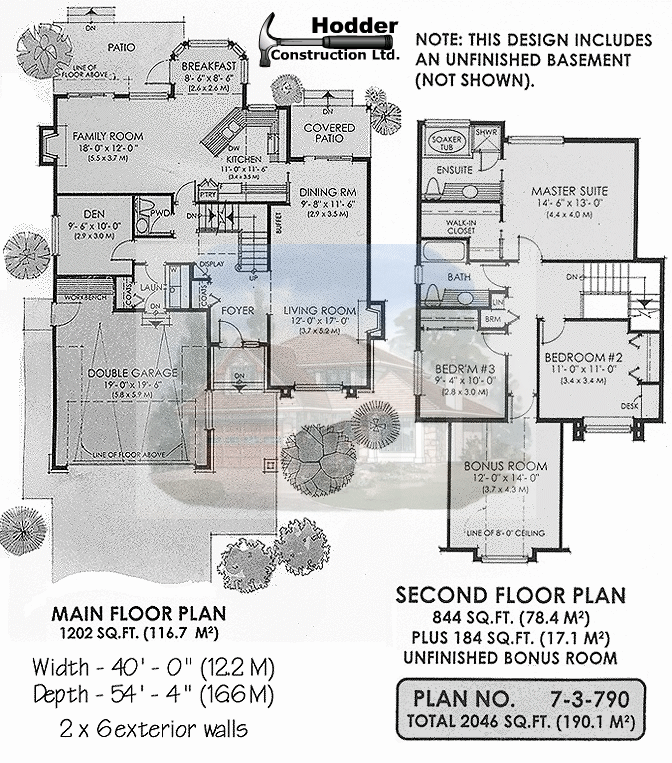 Hodder
Construction Ltd.
NOTE: THIS DESIGN INCLUDES
AN UNFINISHED BASEMENT
(NOT SHOWN).
DN
PATIO
LINE OF
FLOOR ABOVE
BREAKFAST
8'- 6" x 8'- 6"
(2.6 x 2.6 M)
DN
COVERED
PATIO
FAMILY ROOM
18'- 0" x 12'- 0"
(5.5 x 3.7 M)
DW
KITCHEN
11'-0" x 11'-6"
(3.4 x 3.5 M)
PTRY
DINING RM
9'- 8" x 11'- 6"
(2.9 x 3.5 M)
BUFFET
DEN
9'- 6" x 10'- 0"
(2.9 x 3.0 M)
PWD
DN
UP
DISPLAY
LAUN
W
COATS
COATS
DN
WORKBENCH
FOYER
LIVING ROOM
12'- 0" x 17'- 0"
(3.7 x 5.2 M)
DN
DOUBLE GARAGE
19'- 0" x 19'- 6"
(5.8 x 5.9 M)
LINE OF FLOOR ABOVE
SOAKER
TUB
SHWR
ENSUITE
MASTER SUITE
14'- 6" x 13'- 0"
(4.4 x 4.0 M)
WALK-IN
CLOSET
BATH
DN
LIN
BRM
BEDR'M #3
9'- 4" x 10'- 0"
(2.8 x 3.0 M)
BEDROOM #2
11'- 0" x 11'- 0"
(3.4 x 3.4 M)
DESK
BONUS ROOM
12'- 0" x 14'- 0"
(3.7 x 4.3 M)
LINE OF 8'- 0" CEILING
MAIN FLOOR PLAN
1202 SQ.FT. (116.7 M²)
Width - 40' - 0" (12.2 M)
Depth - 54' - 4" (16.6 M)
2 x 6 exterior walls
SECOND FLOOR PLAN
844 SQ.FT. (78.4 M²)
PLUS 184 SQ.FT. (17.1 M²)
UNFINISHED BONUS ROOM
PLAN NO. 7-3-790
TOTAL 2046 SQ.FT. (190.1 M²)